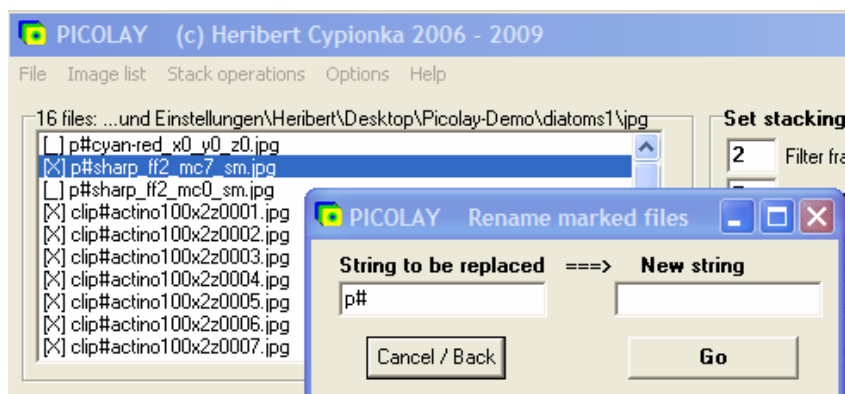 PICOLAY (c) Heribert Cypionka 2006 - 2009
File Image list Stack operations Options Help
16 files: ...und Einstellungen\Heribert\Desktop\Picolay-Demo\diatoms1\jpg
Set stacking
[_] p#cyan-red_x0_y0_z0.jpg
[X] p#sharp_ff2_mc7_sm.jpg
[_] p#sharp_ff2_mc0_sm.jpg
[X] clip#actino100x2z0001.jpg
[X] clip#actino100x2z0002.jpg
[X] clip#actino100x2z0003.jpg
[X] clip#actino100x2z0004.jpg
[X] clip#actino100x2z0005.jpg
[X] clip#actino100x2z0006.jpg
[X] clip#actino100x2z0007.jpg
2 Filter fra
PICOLAY Rename marked files
String to be replaced ===> New string
p#
Cancel / Back
Go